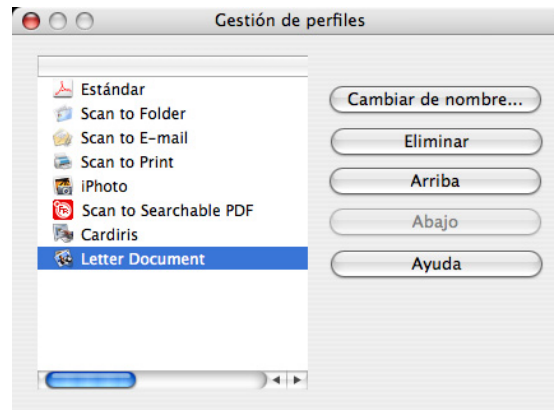 Gestión de perfiles
Estándar
Scan to Folder
Scan to E-mail
Scan to Print
iPhoto
Scan to Searchable PDF
Cardiris
Letter Document
Cambiar de nombre...
Eliminar
Arriba
Abajo
Ayuda